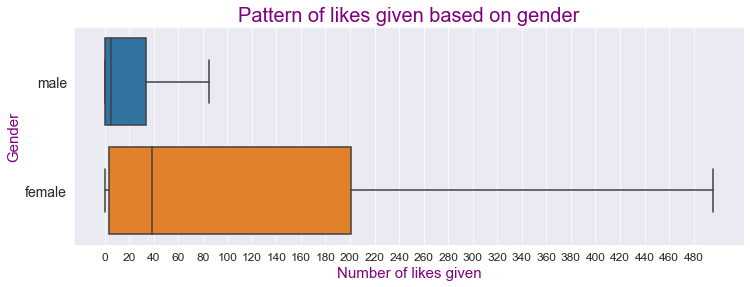 Pattern of likes given based on gender
male
Gender
female
0 20 40 60 80 100 120 140 160 180 200 220 240 260 280 300 320 340 360 380 400 420 440 460 480
Number of likes given